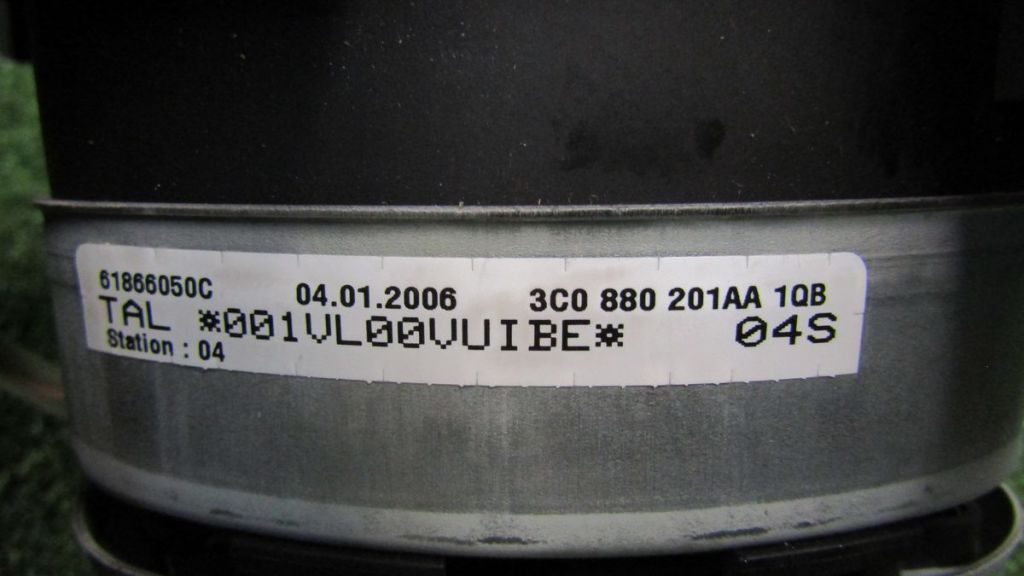 61866050C 04.01.2006 3C0 880 201AA 1QB
TAL *001VL00VUIBE* 04S
Station : 04